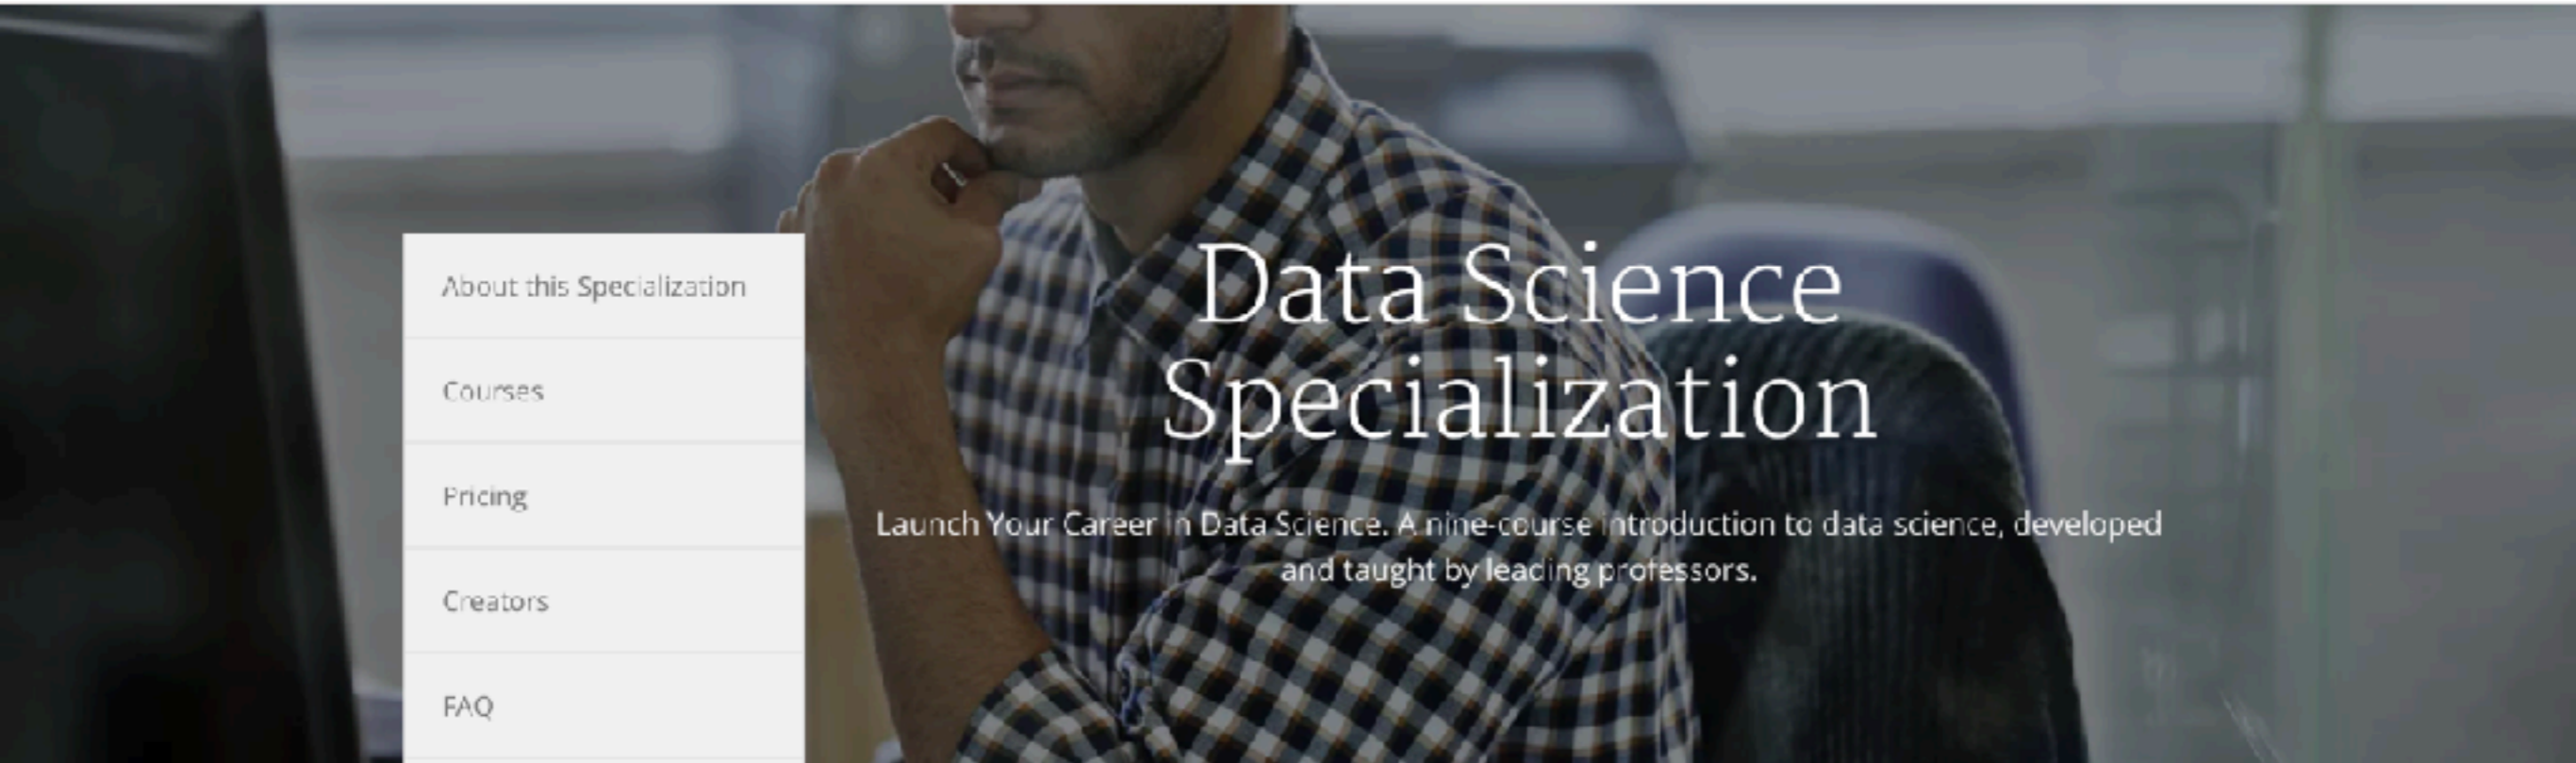 About this Specialization
Courses
Pricing
Creators
FAQ
Data Science
Specialization
Launch Your Career in Data Science. A nine-course introduction to data science, developed
and taught by leading professors.